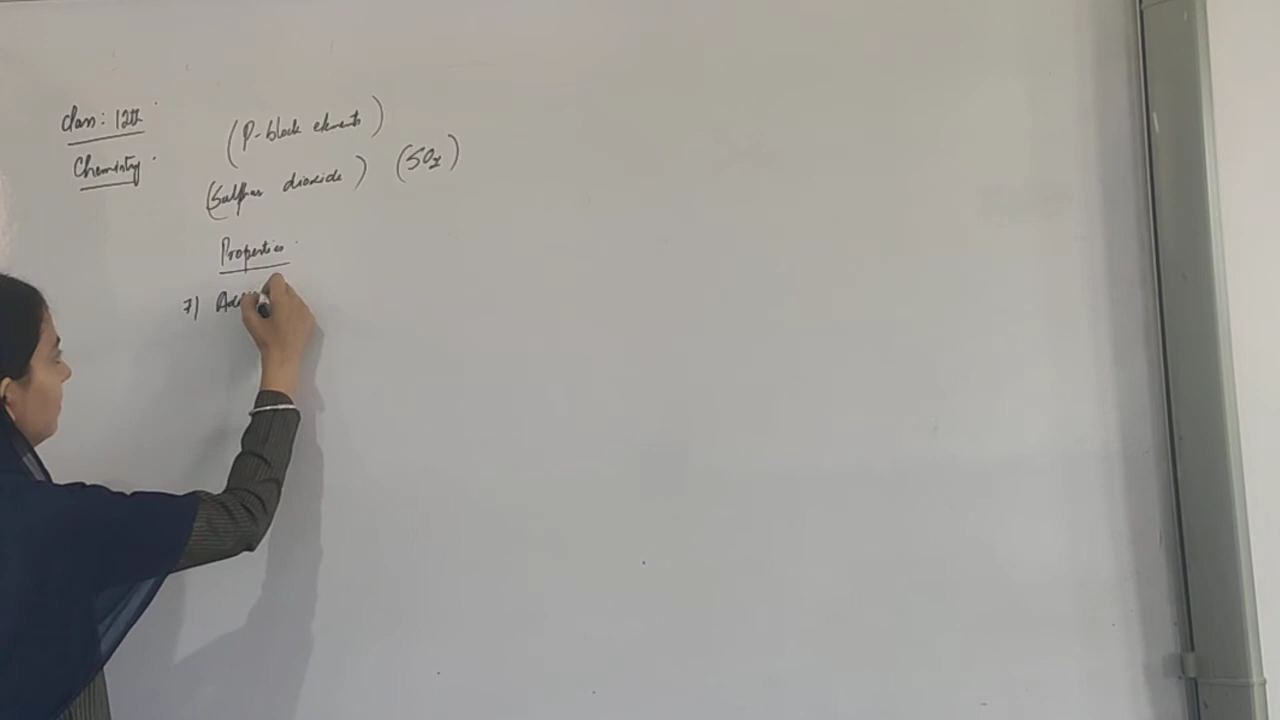 Class: 12th
Chemistry
(P-block elements)
(Sulphur dioxide) (SO2)
Properties
7)